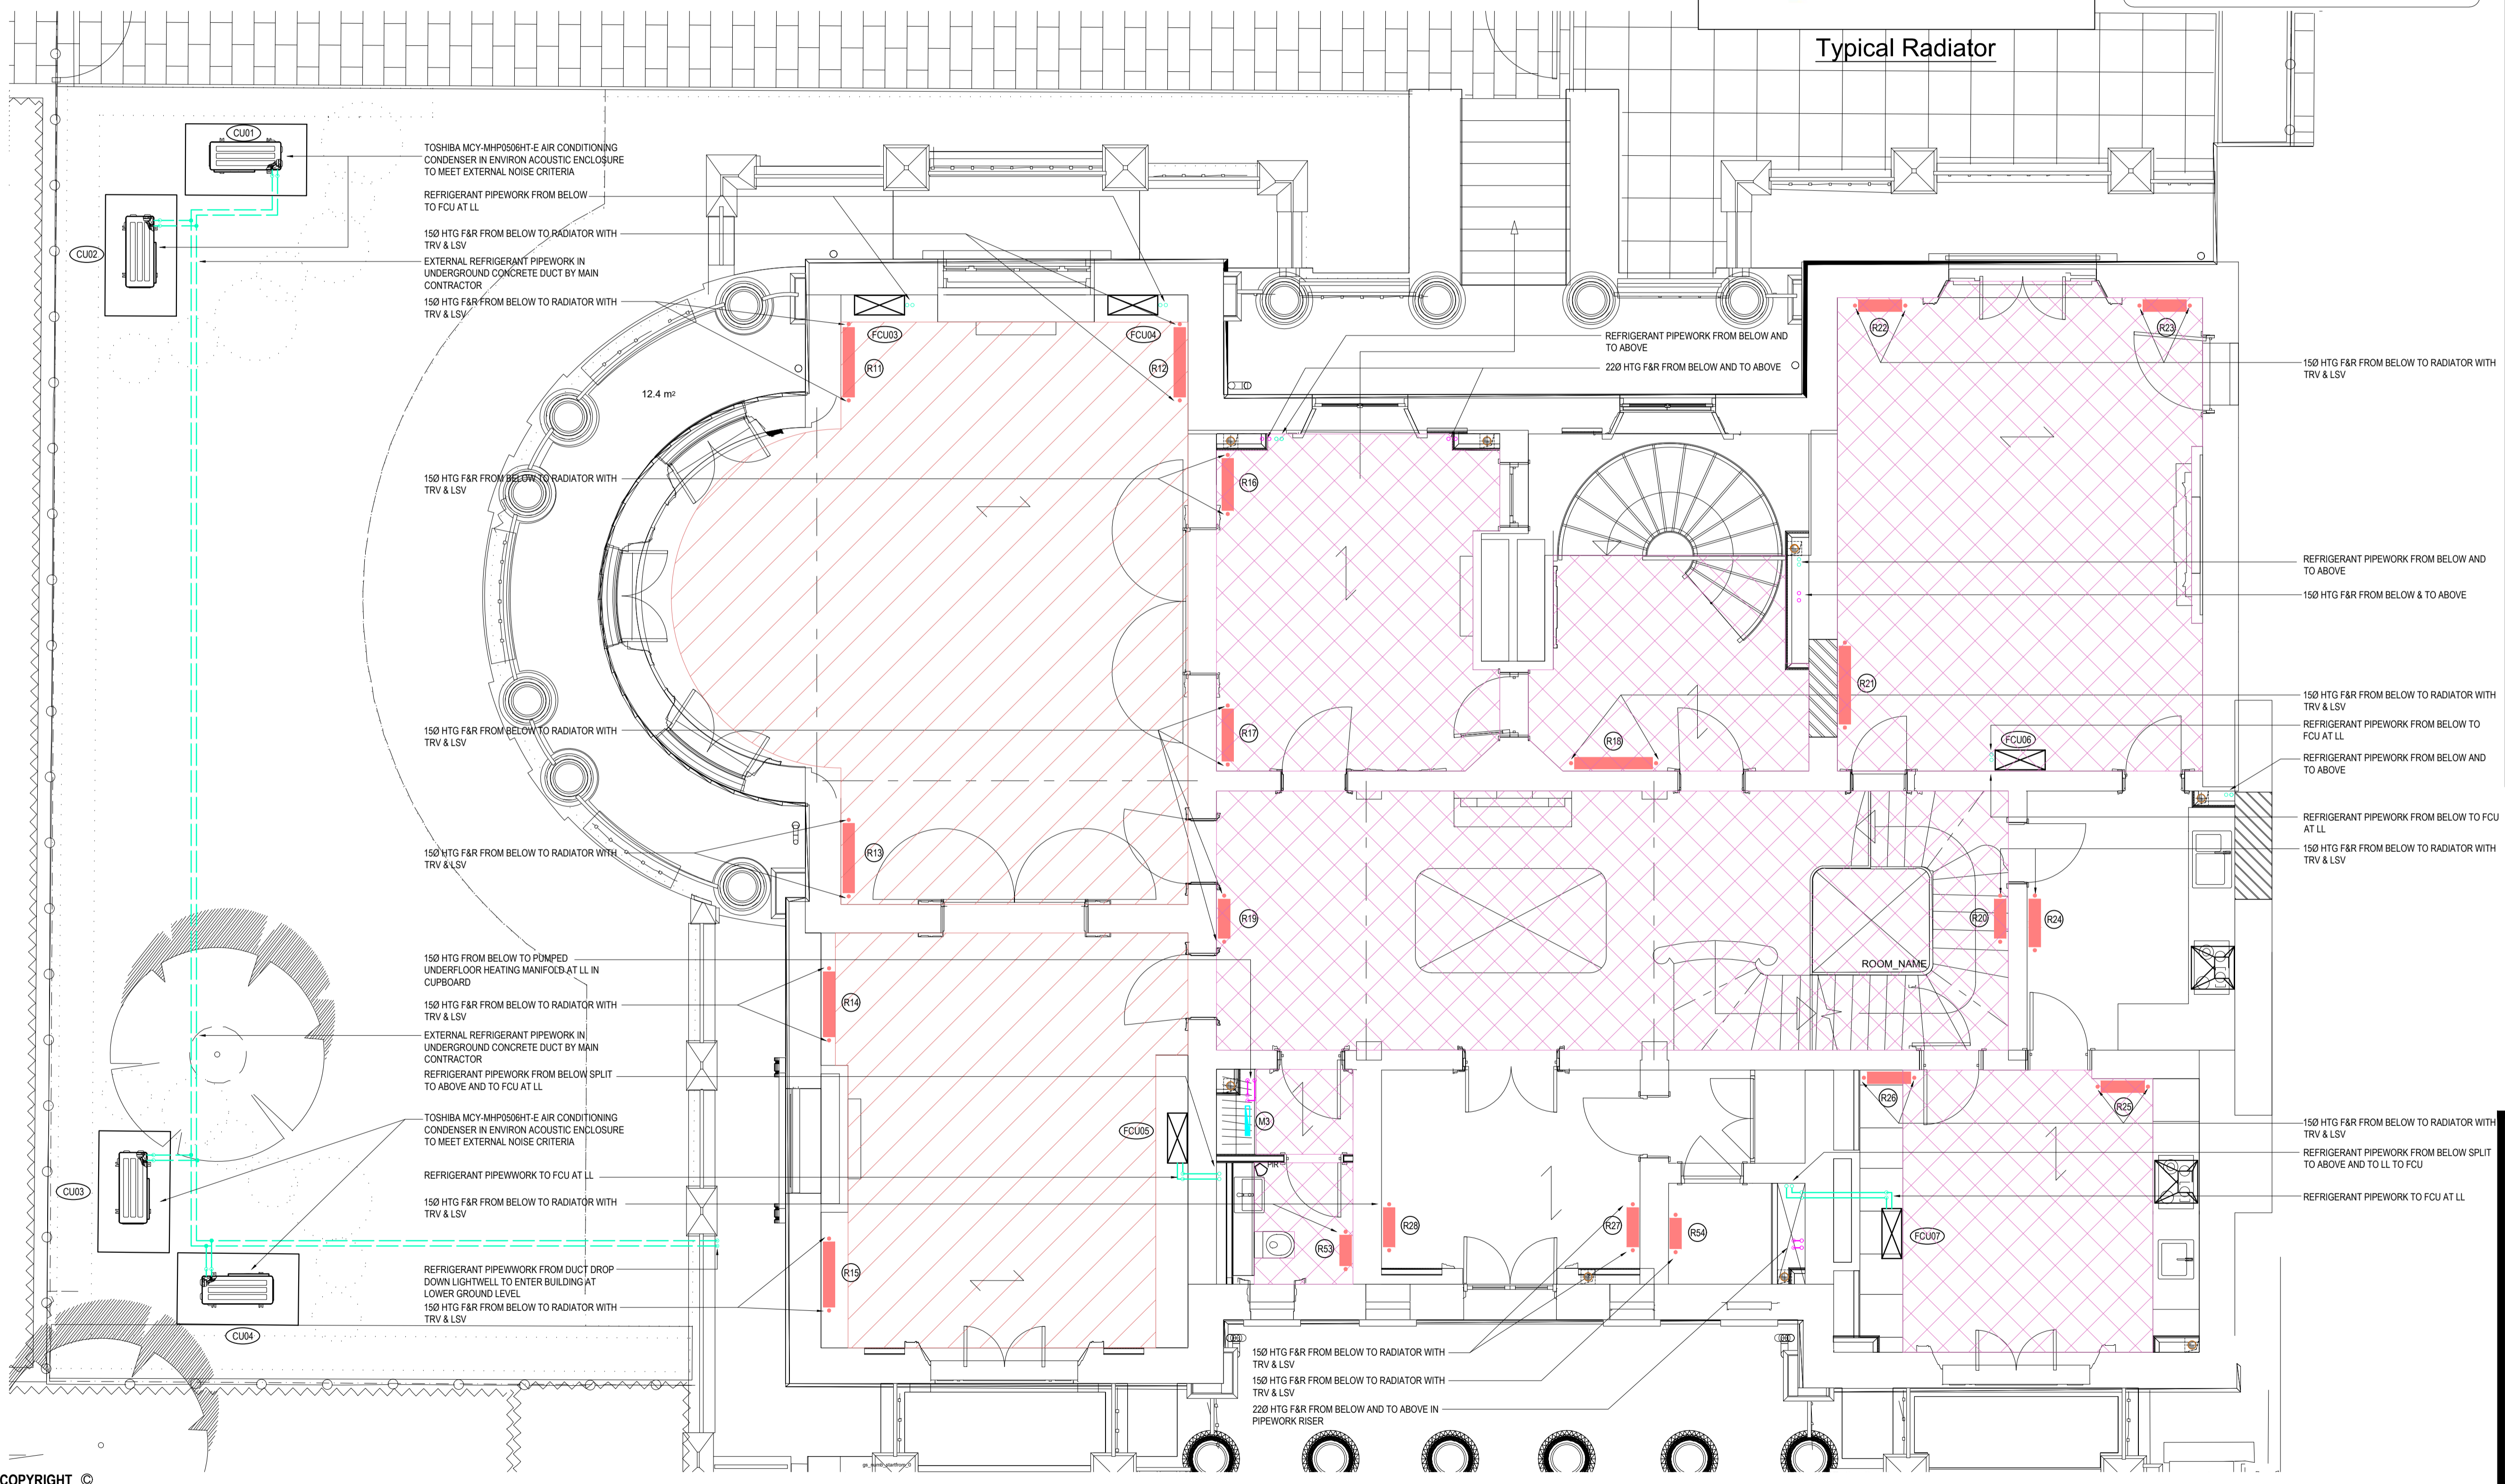 Typical Radiator
CU01
TOSHIBA MCY-MHP0506HT-E AIR CONDITIONING
CONDENSER IN ENVIRON ACOUSTIC ENCLOSURE
TO MEET EXTERNAL NOISE CRITERIA
REFRIGERANT PIPEWORK FROM BELOW
TO FCU AT LL
CU02
15Ø HTG F&R FROM BELOW TO RADIATOR WITH
TRV & LSV
EXTERNAL REFRIGERANT PIPEWORK IN
UNDERGROUND CONCRETE DUCT BY MAIN
CONTRACTOR
15Ø HTG F&R FROM BELOW TO RADIATOR WITH
TRV & LSV
FCU03
FCU04
R11
R12
12.4 m2
REFRIGERANT PIPEWORK FROM BELOW AND
TO ABOVE
22Ø HTG F&R FROM BELOW AND TO ABOVE
R22
R23
15Ø HTG F&R FROM BELOW TO RADIATOR WITH
TRV & LSV
15Ø HTG F&R FROM BELOW TO RADIATOR WITH
TRV & LSV
R16
REFRIGERANT PIPEWORK FROM BELOW AND
TO ABOVE
15Ø HTG F&R FROM BELOW & TO ABOVE
R21
15Ø HTG F&R FROM BELOW TO RADIATOR WITH
TRV & LSV
15Ø HTG F&R FROM BELOW TO RADIATOR WITH
TRV & LSV
R17
R18
FCU06
REFRIGERANT PIPEWORK FROM BELOW TO
FCU AT LL
REFRIGERANT PIPEWORK FROM BELOW AND
TO ABOVE
REFRIGERANT PIPEWORK FROM BELOW TO FCU
AT LL
15Ø HTG F&R FROM BELOW TO RADIATOR WITH
TRV & LSV
15Ø HTG F&R FROM BELOW TO RADIATOR WITH
TRV & LSV
R13
R19
R20
R24
ROOM_NAME
15Ø HTG FROM BELOW TO PUMPED
UNDERFLOOR HEATING MANIFOLD AT LL IN
CUPBOARD
15Ø HTG F&R FROM BELOW TO RADIATOR WITH
TRV & LSV
R14
EXTERNAL REFRIGERANT PIPEWORK IN
UNDERGROUND CONCRETE DUCT BY MAIN
CONTRACTOR
REFRIGERANT PIPEWORK FROM BELOW SPLIT
TO ABOVE AND TO FCU AT LL
TOSHIBA MCY-MHP0506HT-E AIR CONDITIONING
CONDENSER IN ENVIRON ACOUSTIC ENCLOSURE
TO MEET EXTERNAL NOISE CRITERIA
FCU05
M3
PIR
R26
R25
15Ø HTG F&R FROM BELOW TO RADIATOR WITH
TRV & LSV
REFRIGERANT PIPEWORK FROM BELOW SPLIT
TO ABOVE AND TO LL TO FCU
REFRIGERANT PIPEWORK TO FCU AT LL
CU03
REFRIGERANT PIPEWWORK TO FCU AT LL
15Ø HTG F&R FROM BELOW TO RADIATOR WITH
TRV & LSV
R28
R27
R54
R53
FCU07
REFRIGERANT PIPEWWORK FROM DUCT DROP
DOWN LIGHTWELL TO ENTER BUILDING AT
LOWER GROUND LEVEL
15Ø HTG F&R FROM BELOW TO RADIATOR WITH
TRV & LSV
R15
CU04
15Ø HTG F&R FROM BELOW TO RADIATOR WITH
TRV & LSV
15Ø HTG F&R FROM BELOW TO RADIATOR WITH
TRV & LSV
22Ø HTG F&R FROM BELOW AND TO ABOVE IN
PIPEWORK RISER
COPYRIGHT ©